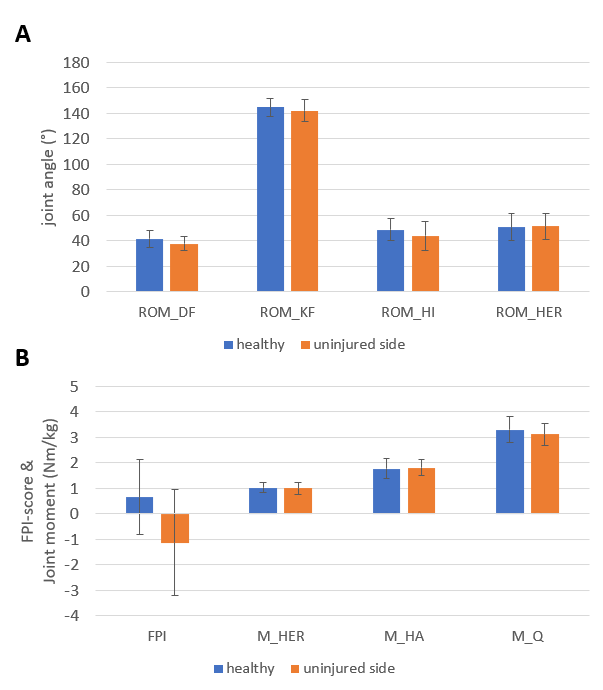 A
180
160
140
120
100
80
60
40
20
0
joint angle (°)
ROM_DF ROM_KF ROM_HI ROM_HER
healthy uninjured side
B
5
4
3
2
1
0
-1
-2
-3
-4
FPI-score &
Joint moment (Nm/kg)
FPI M_HER M_HA M_Q
healthy uninjured side